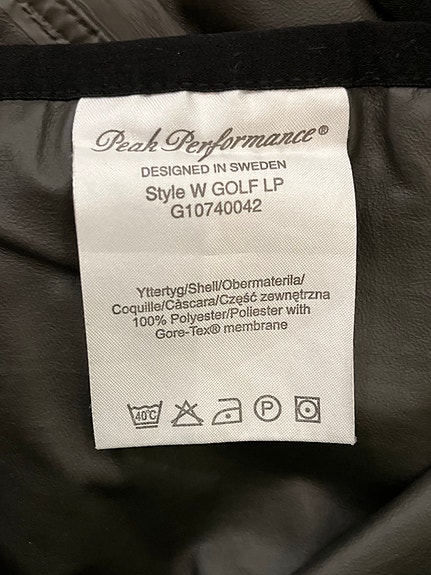 Peak Performance®
DESIGNED IN SWEDEN
Style W GOLF LP
G10740042
Yttertyg/Shell/Obermaterila/
Coquille/Càscara/Część zewnętrzna
100% Polyester/Poliester with
Gore-Tex® membrane
40°C
P